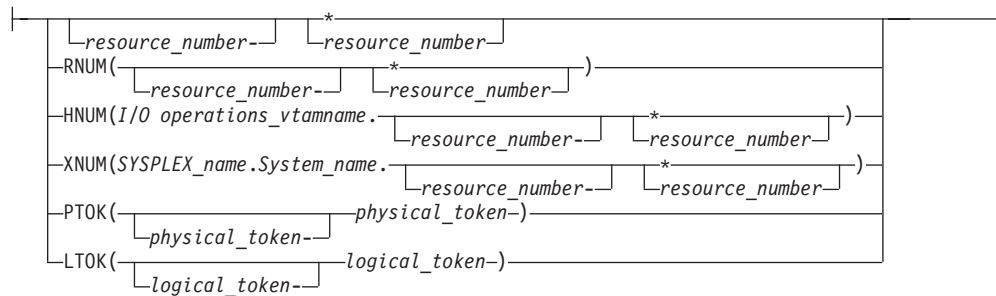 *
resource_number- resource_number
RNUM( * )
resource_number- resource_number
HNUM(I/O operations_vtamname. * )
resource_number- resource_number
XNUM(SYSPLEX_name.System_name. * )
resource_number- resource_number
PTOK( physical_token )
physical_token-
LTOK( logical_token )
logical_token-